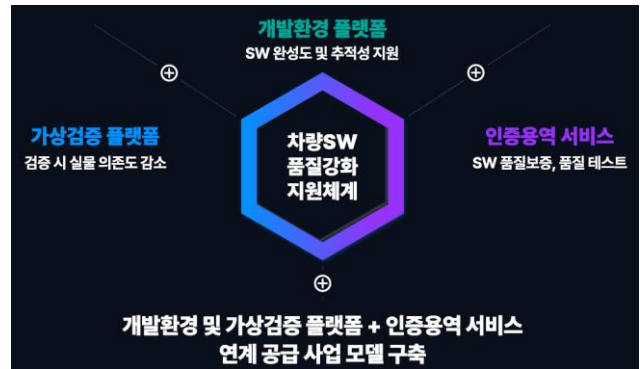 개발환경 플랫폼
SW 완성도 및 추적성 지원
가상검증 플랫폼
검증 시 실물 의존도 감소
차량SW
품질강화
지원체계
인증용역 서비스
SW 품질보증, 품질 테스트
개발환경 및 가상검증 플랫폼 + 인증용역 서비스
연계 공급 사업 모델 구축